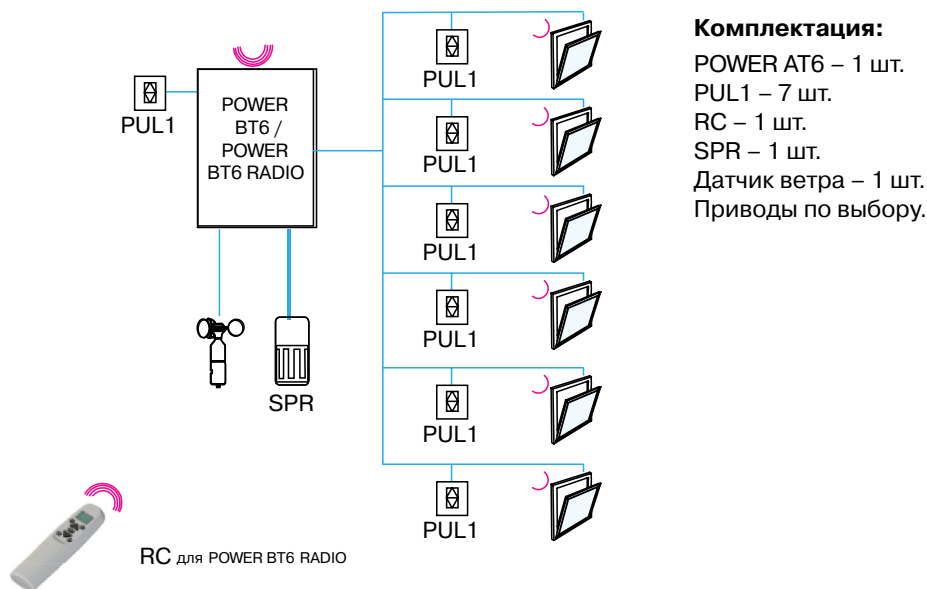 PUL1
POWER
BT6 /
POWER
BT6 RADIO
PUL1
PUL1
PUL1
PUL1
PUL1
PUL1
SPR
RC для POWER BT6 RADIO
Комплектация:
POWER AT6 – 1 шт.
PUL1 – 7 шт.
RC – 1 шт.
SPR – 1 шт.
Датчик ветра – 1 шт.
Приводы по выбору.